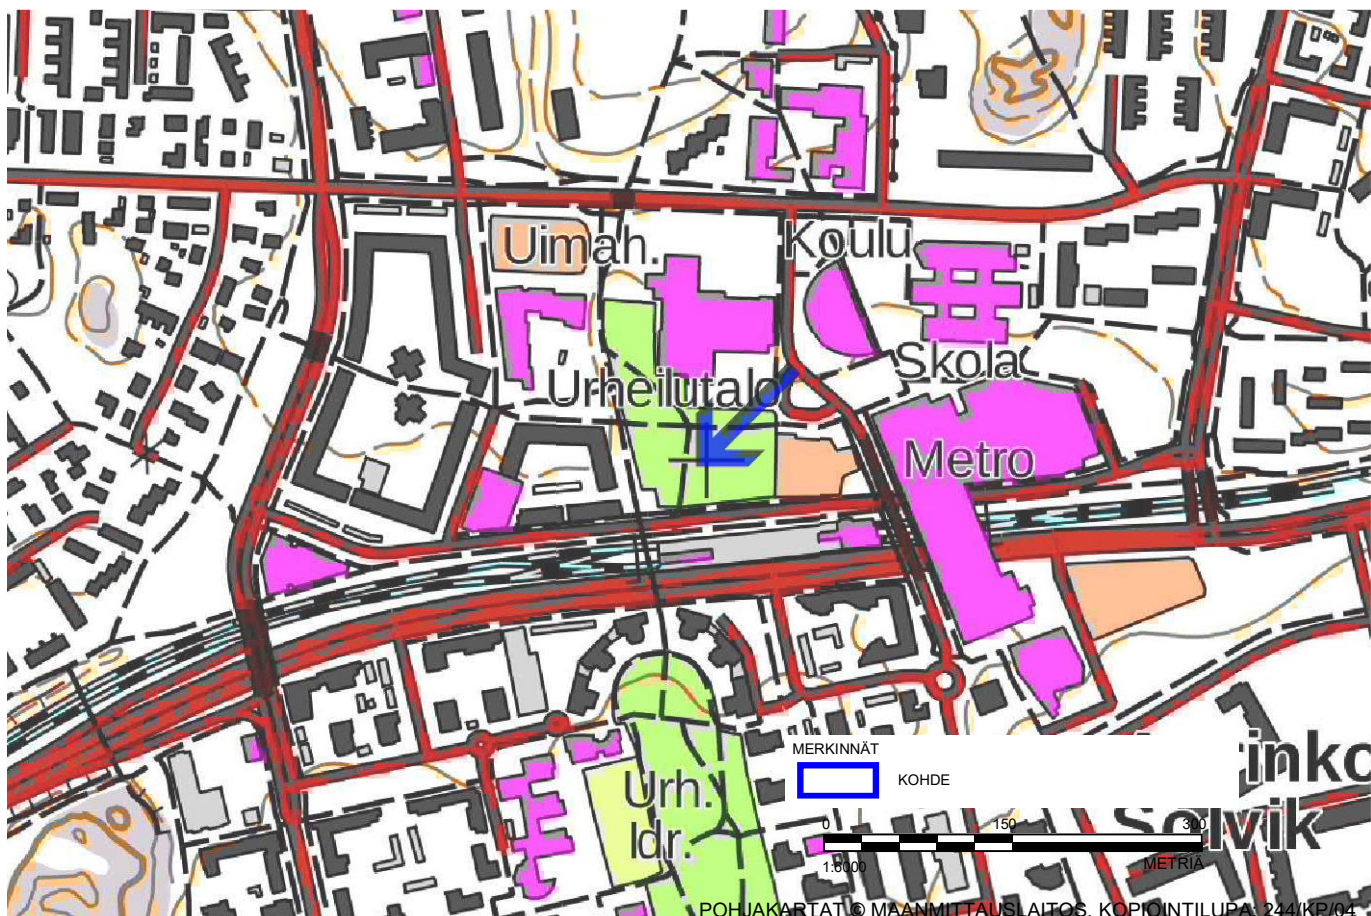 Uimah.
Koulu
Skola
Urheilutalo
Metro
MERKINNÄT
KOHDE
Urh.
Idr.
Solvik
0 150 300
1:6000
METRIÄ
POHJAKARTAT © MAANMITTAUSLAITOS, KOPIOINTILUPA: 244/KP/04